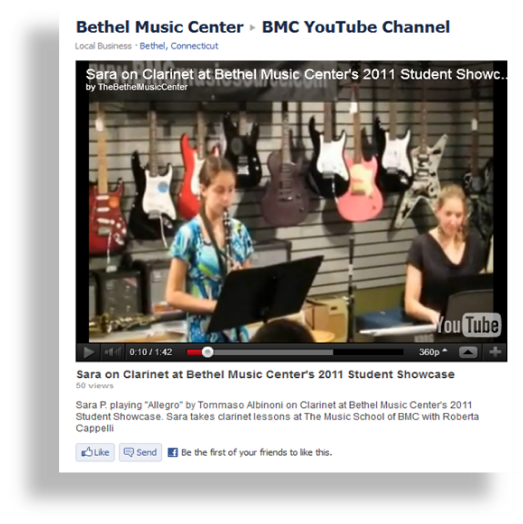 Bethel Music Center ▸ BMC YouTube Channel
Local Business · Bethel, Connecticut
Sara on Clarinet at Bethel Music Center's 2011 Student Showc...
by TheBethelMusicCenter
You Tube
0:10 / 1:42
360p
Sara on Clarinet at Bethel Music Center's 2011 Student Showcase
50 views
Sara P. playing "Allegro" by Tommaso Albinoni on Clarinet at Bethel Music Center's 2011
Student Showcase. Sara takes clarinet lessons at The Music School of BMC with Roberta
Cappelli
Like
Send
Be the first of your friends to like this.